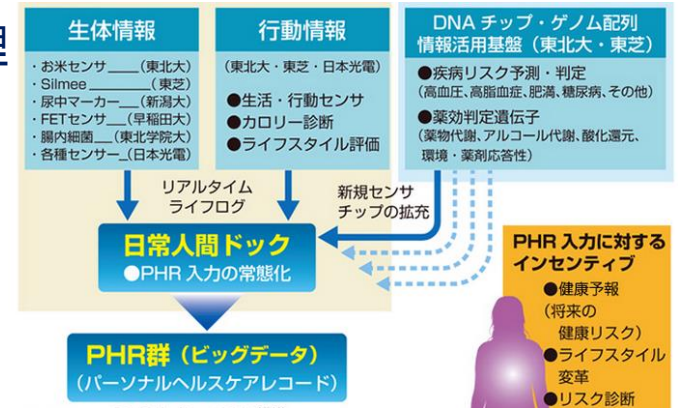 理
生体情報
・お米センサ____(東北大)
・Silmee________(東芝)
・尿中マーカー___(新潟大)
・FETセンサ____(早稲田大)
・腸内細菌___(東北学院大)
・各種センサー_(日本光電)
行動情報
(東北大・東芝・日本光電)
●生活・行動センサ
●カロリー診断
●ライフスタイル評価
DNA チップ・ゲノム配列
情報活用基盤(東北大・東芝)
●疾病リスク予測・判定
(高血圧、高脂血症、肥満、糖尿病、その他)
●薬効判定遺伝子
(薬物代謝、アルコール代謝、酸化還元、
環境・薬剤応答性)
リアルタイム
ライフログ
新規センサ
チップの拡充
日常人間ドック
●PHR 入力の常態化
PHR群(ビッグデータ)
(パーソナルヘルスケアレコード)
PHR 入力に対する
インセンティブ
●健康予報
(将来の
健康リスク)
●ライフスタイル
変革
●リスク診断